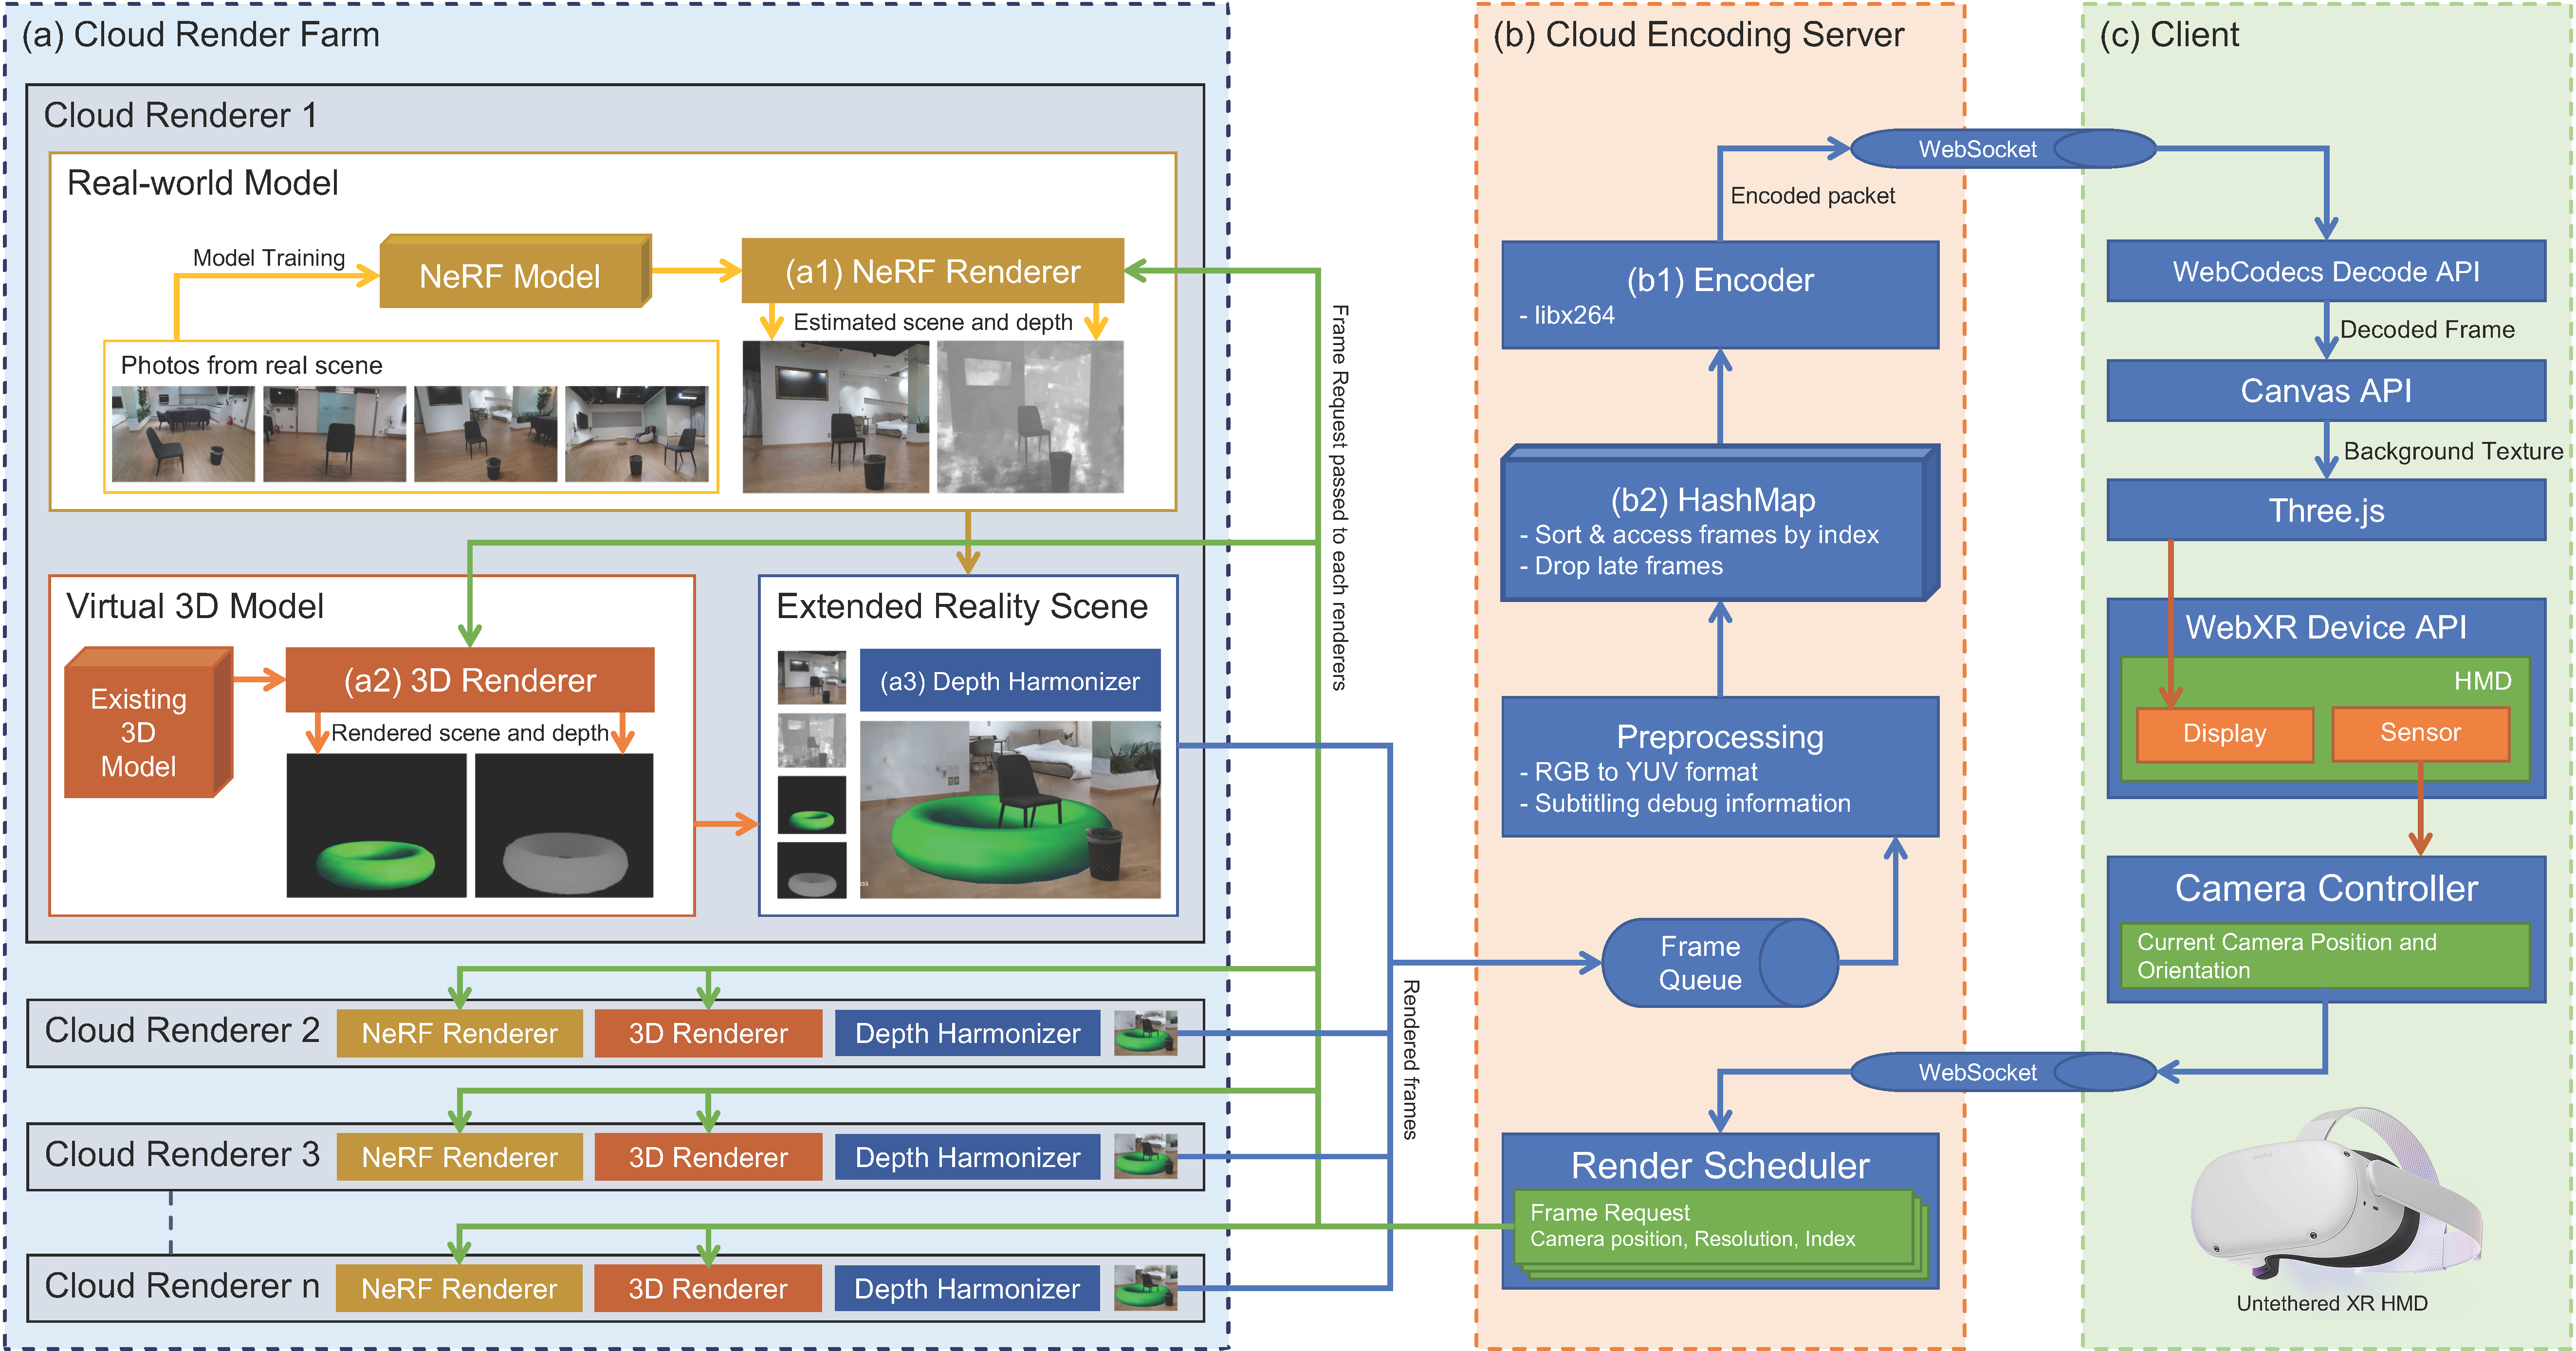 (a) Cloud Render Farm
Cloud Renderer 1
Real-world Model
Model Training
NeRF Model
(a1) NeRF Renderer
Estimated scene and depth
Photos from real scene
Virtual 3D Model
Existing
3D
Model
(a2) 3D Renderer
Rendered scene and depth
Extended Reality Scene
(a3) Depth Harmonizer
Cloud Renderer 2
NeRF Renderer
3D Renderer
Depth Harmonizer
Cloud Renderer 3
NeRF Renderer
3D Renderer
Depth Harmonizer
Cloud Renderer n
NeRF Renderer
3D Renderer
Depth Harmonizer
Frame Request passed to each renderers
Rendered frames
(b) Cloud Encoding Server
WebSocket
Encoded packet
(b1) Encoder
- libx264
(b2) HashMap
- Sort & access frames by index
- Drop late frames
Preprocessing
- RGB to YUV format
- Subtitling debug information
Frame
Queue
WebSocket
Render Scheduler
Frame Request
Camera position, Resolution, Index
(c) Client
WebCodecs Decode API
Decoded Frame
Canvas API
Background Texture
Three.js
WebXR Device API
HMD
Display
Sensor
Camera Controller
Current Camera Position and
Orientation
Untethered XR HMD